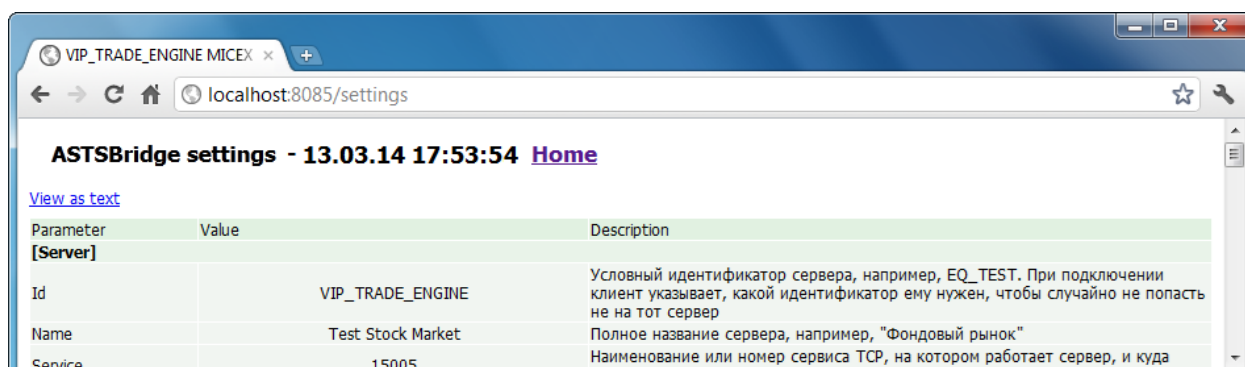 VIP_TRADE_ENGINE MICEX
localhost:8085/settings
ASTSBridge settings - 13.03.14 17:53:54 Home
View as text
Parameter Value Description
[Server]
Id VIP_TRADE_ENGINE Условный идентификатор сервера, например, EQ_TEST. При подключении
клиент указывает, какой идентификатор ему нужен, чтобы случайно не попасть
не на тот сервер
Name Test Stock Market Полное название сервера, например, "Фондовый рынок"
Service 15005 Наименование или номер сервиса TCP, на котором работает сервер, и куда